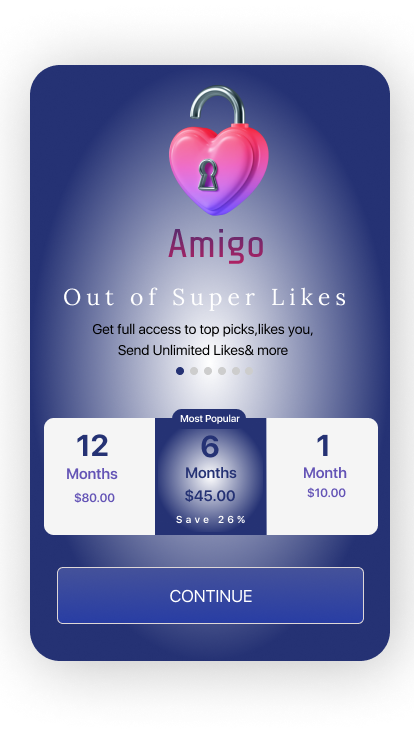 Amigo
Out of Super Likes
Get full access to top picks,likes you,
Send Unlimited Likes& more
Most Popular
12
Months
$80.00
6
Months
$45.00
Save 26%
1
Month
$10.00
CONTINUE